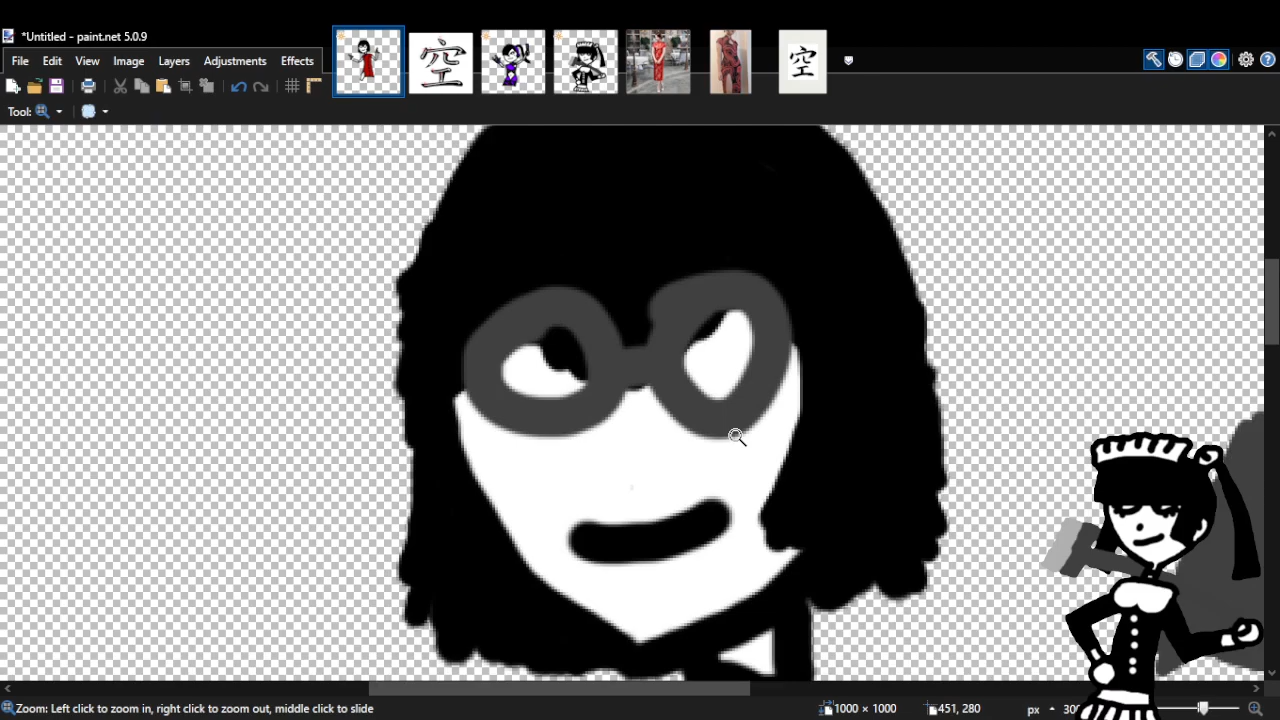 *Untitled - paint.net 5.0.9
File Edit View Image Layers Adjustments Effects
空
空
Tool:
Zoom: Left click to zoom in, right click to zoom out, middle click to slide
1000 × 1000
451, 280
px